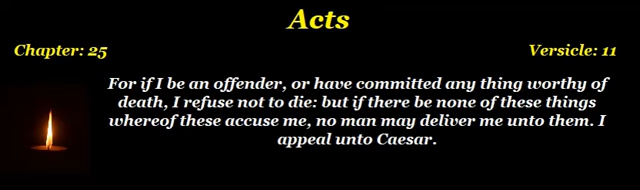 Acts
Chapter: 25 Versicle: 11
For if I be an offender, or have committed any thing worthy of
death, I refuse not to die: but if there be none of these things
whereof these accuse me, no man may deliver me unto them. I
appeal unto Caesar.